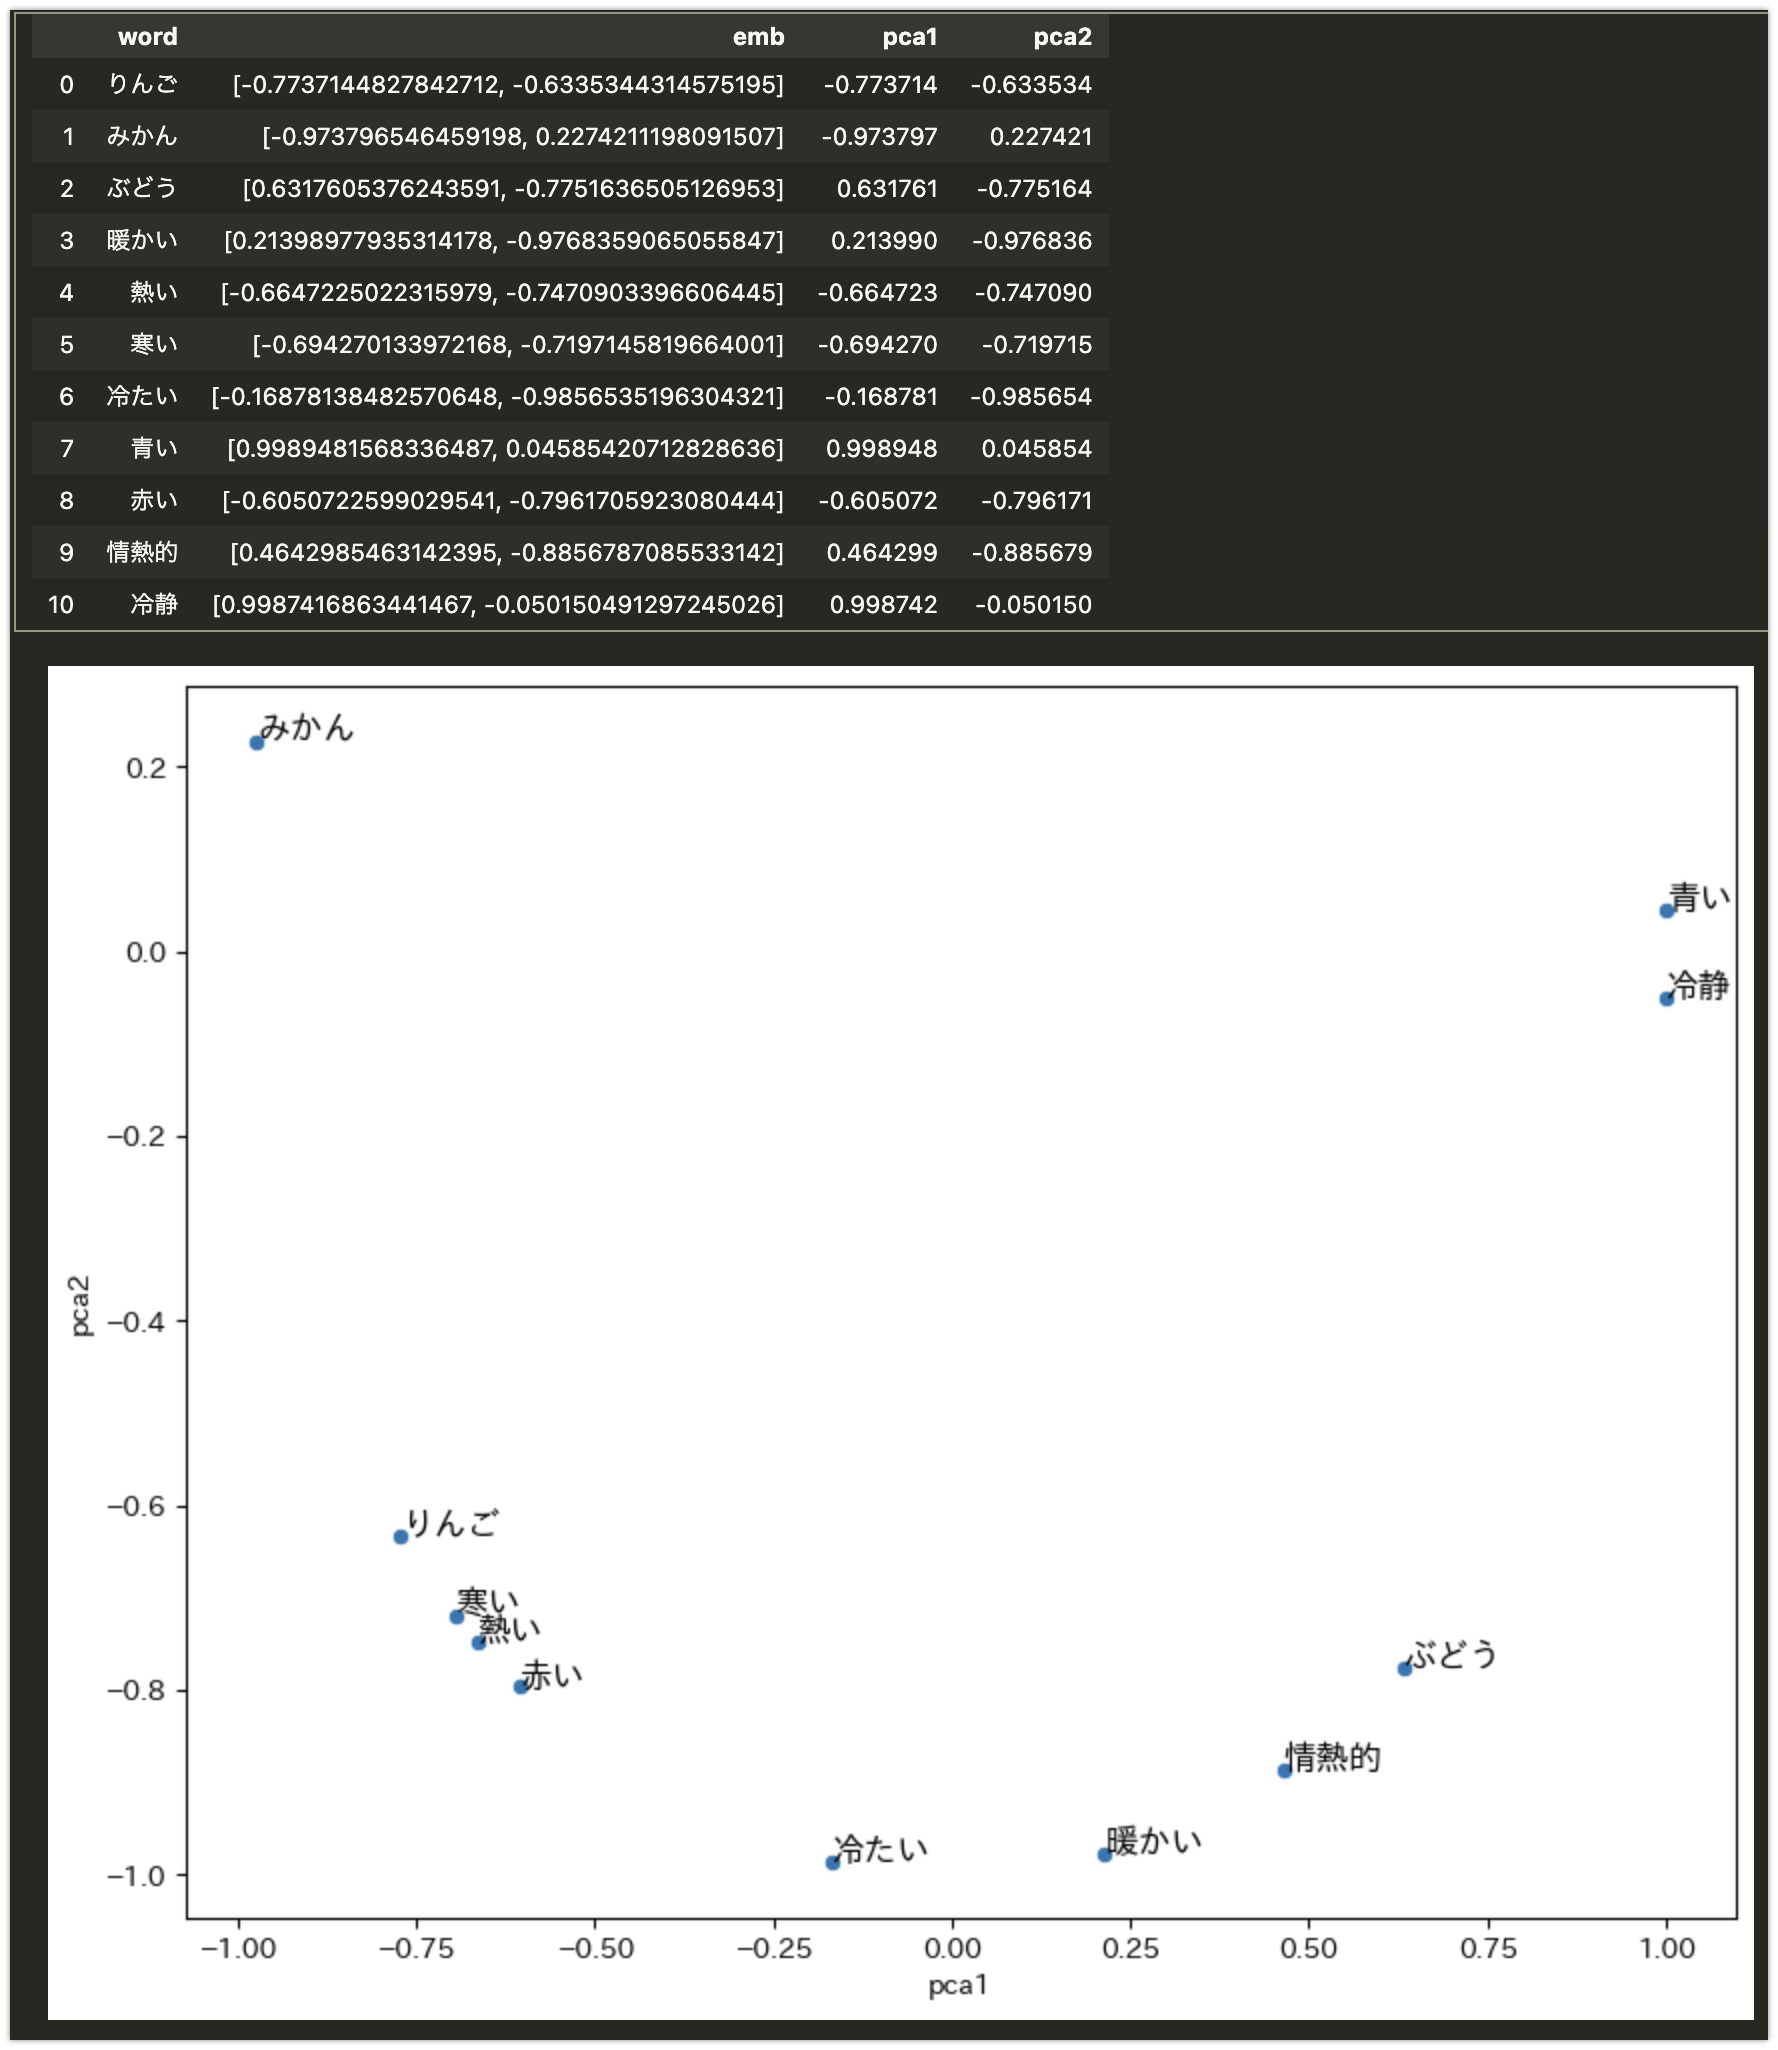 word emb pca1 pca2
0 りんご [-0.7737144827842712, -0.6335344314575195] -0.773714 -0.633534
1 みかん [-0.973796546459198, 0.2274211198091507] -0.973797 0.227421
2 ぶどう [0.6317605376243591, -0.7751636505126953] 0.631761 -0.775164
3 暖かい [0.21398977935314178, -0.9768359065055847] 0.213990 -0.976836
4 熱い [-0.6647225022315979, -0.7470903396606445] -0.664723 -0.747090
5 寒い [-0.694270133972168, -0.7197145819664001] -0.694270 -0.719715
6 冷たい [-0.16878138482570648, -0.9856535196304321] -0.168781 -0.985654
7 青い [0.9989481568336487, 0.04585420712828636] 0.998948 0.045854
8 赤い [-0.6050722599029541, -0.7961705923080444] -0.605072 -0.796171
9 情熱的 [0.4642985463142395, -0.8856787085533142] 0.464299 -0.885679
10 冷静 [0.9987416863441467, -0.050150491297245026] 0.998742 -0.050150
みかん
0.2
青い
0.0
冷静
−0.2
pca2
−0.4
−0.6
りんご
寒い
熱い
ぶどう
赤い
−0.8
情熱的
暖かい
冷たい
−1.0
−1.00 −0.75 −0.50 −0.25 0.00 0.25 0.50 0.75 1.00
pca1